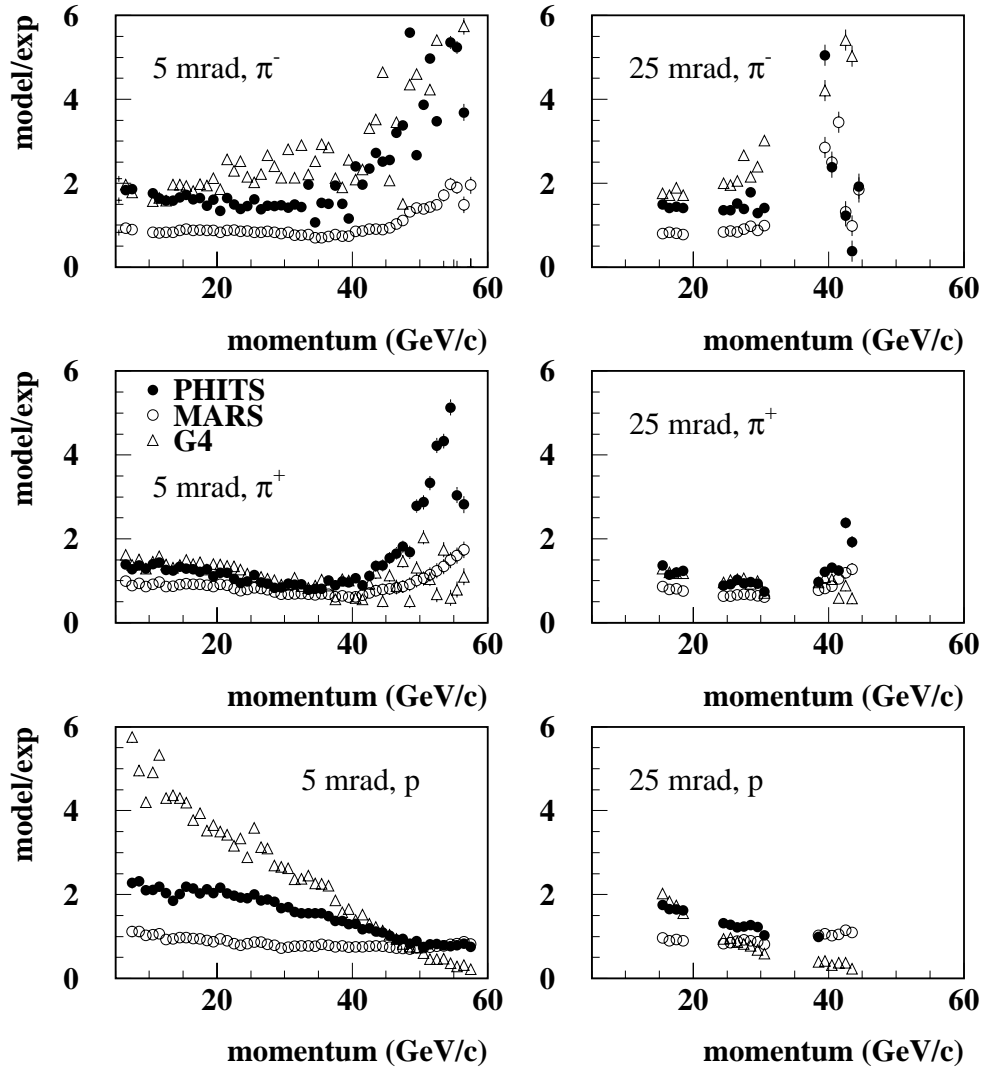 model/exp
6
4
2
0
5 mrad, π⁻
20 40 60
momentum (GeV/c)
6
4
2
0
25 mrad, π⁻
20 40 60
momentum (GeV/c)
model/exp
6
4
2
0
PHITS
MARS
G4
5 mrad, π⁺
20 40 60
momentum (GeV/c)
6
4
2
0
25 mrad, π⁺
20 40 60
momentum (GeV/c)
model/exp
6
4
2
0
5 mrad, p
20 40 60
momentum (GeV/c)
6
4
2
0
25 mrad, p
20 40 60
momentum (GeV/c)